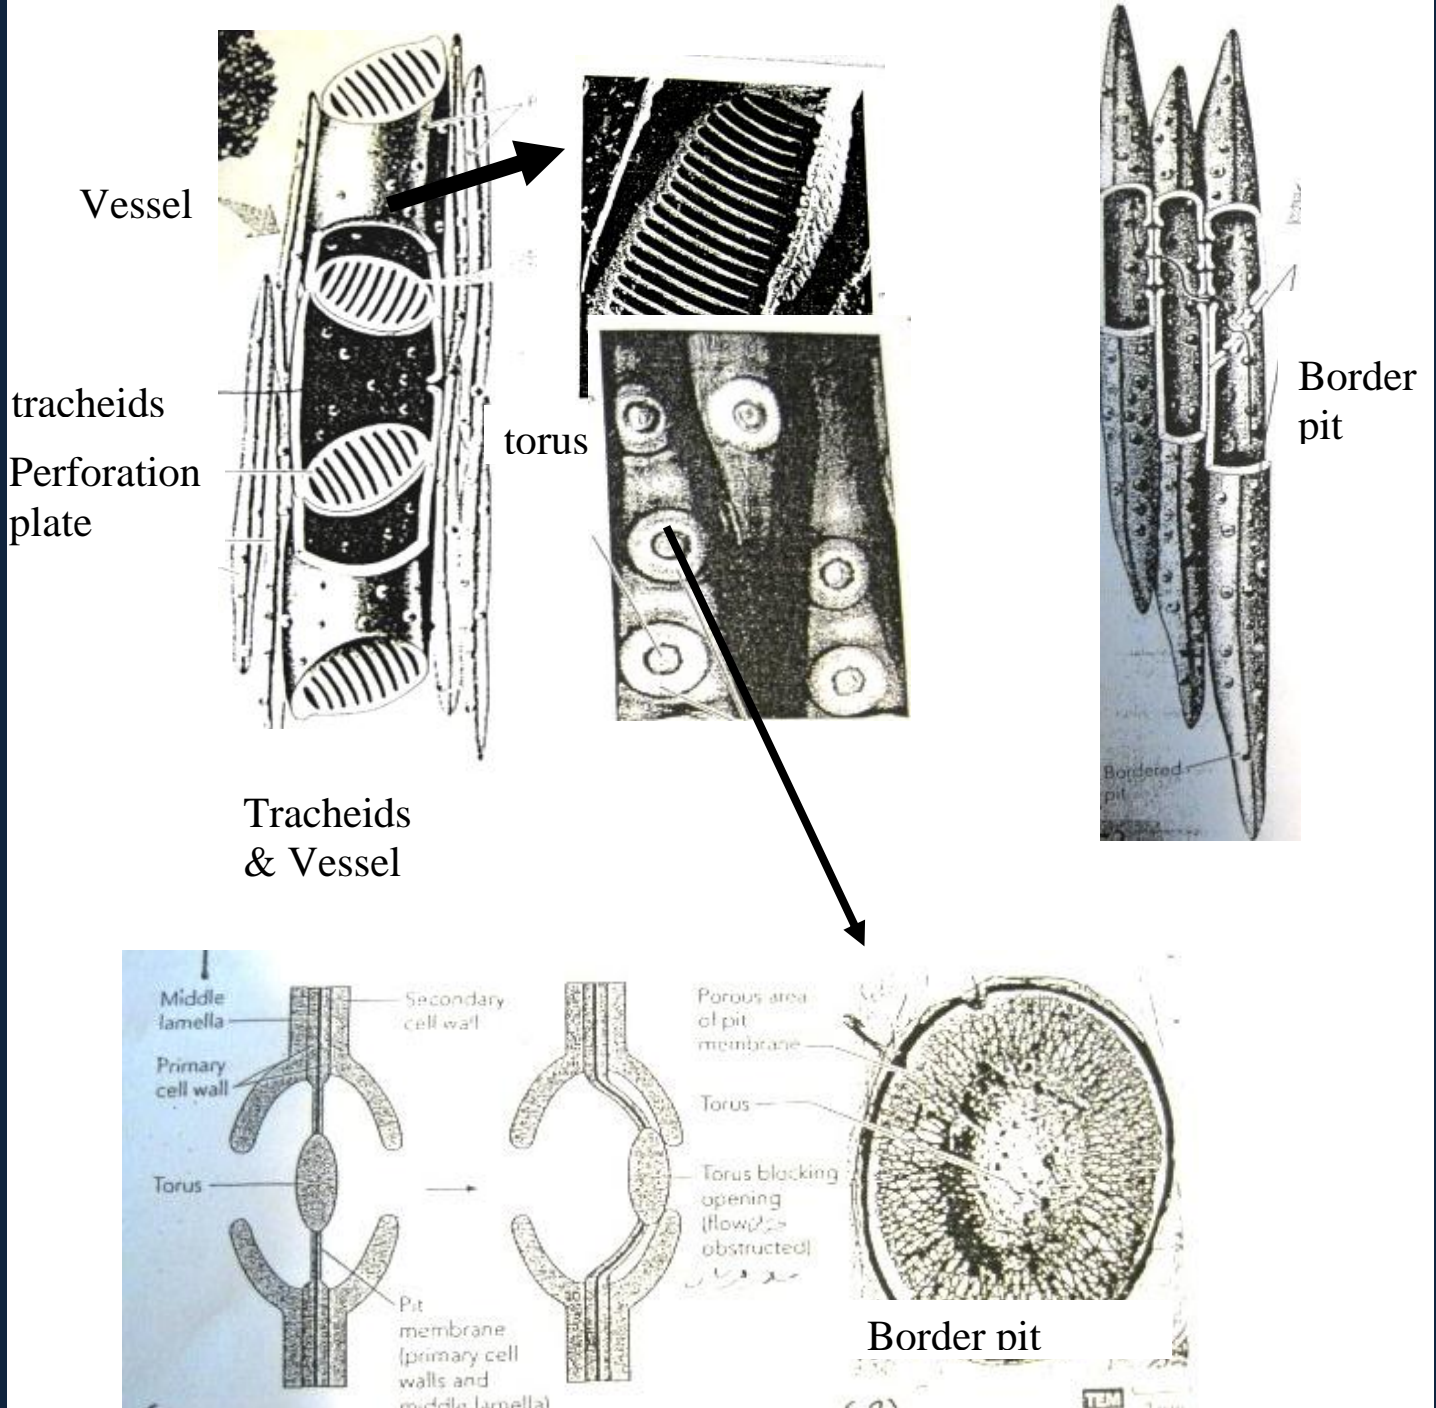 Vessel
tracheids
Perforation
plate
torus
Border
pit
Bordered
pit
Tracheids
& Vessel
Middle
lamella
Primary
cell wall
Torus
Secondary
cell wall
Pit
membrane
(primary cell
walls and
middle lamella)
Porous area
of pit
membrane
Torus
Torus blocking
opening
(flow
obstructed)
Border pit
TEM